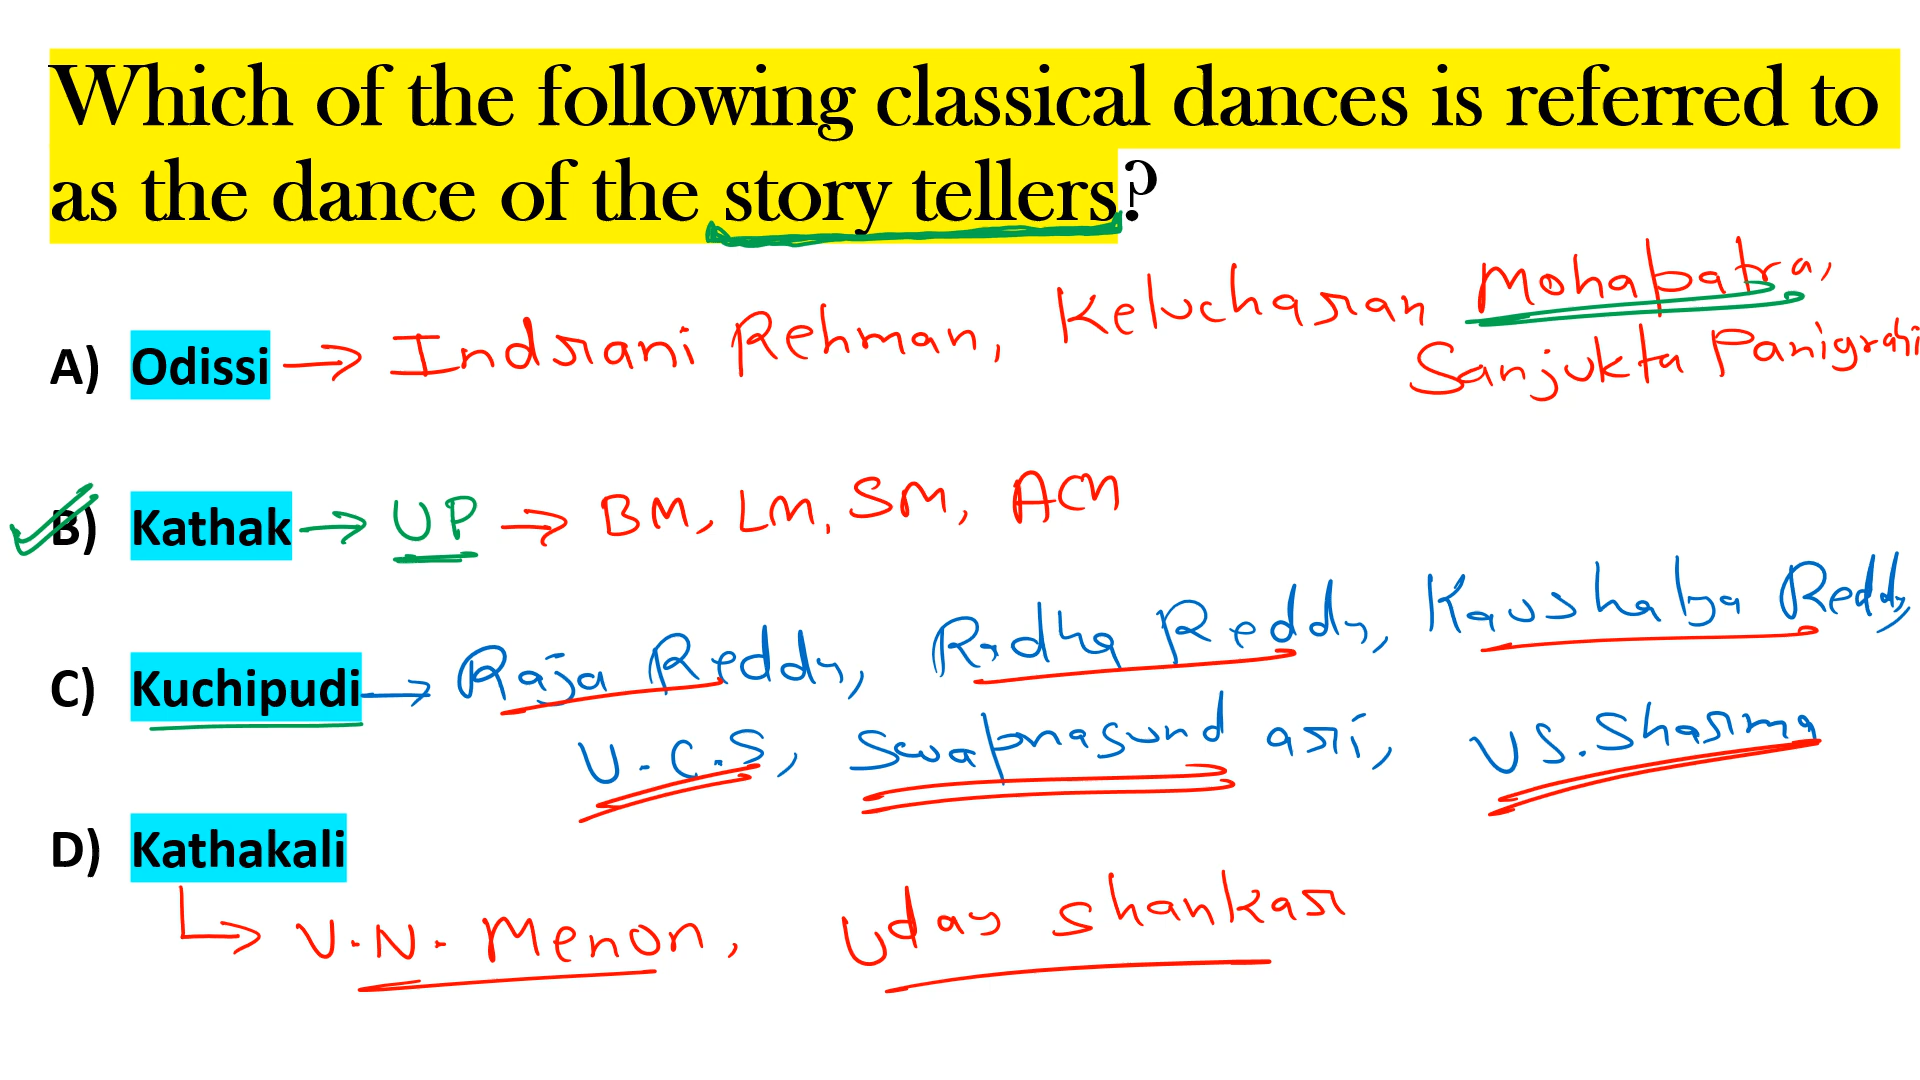 Which of the following classical dances is referred to
as the dance of the story tellers?
A) Odissi → Indrani Rehman, Kelucharan Mohapatra,
Sanjukta Panigrahi
B) Kathak → UP → BM, LM, SM, ACM
C) Kuchipudi → Raja Reddy, Radha Reddy, Kaushalya Reddy
V.C.S, Swapnasundari, VS. Sharma
D) Kathakali
→ V.N. Menon, Uday Shankar